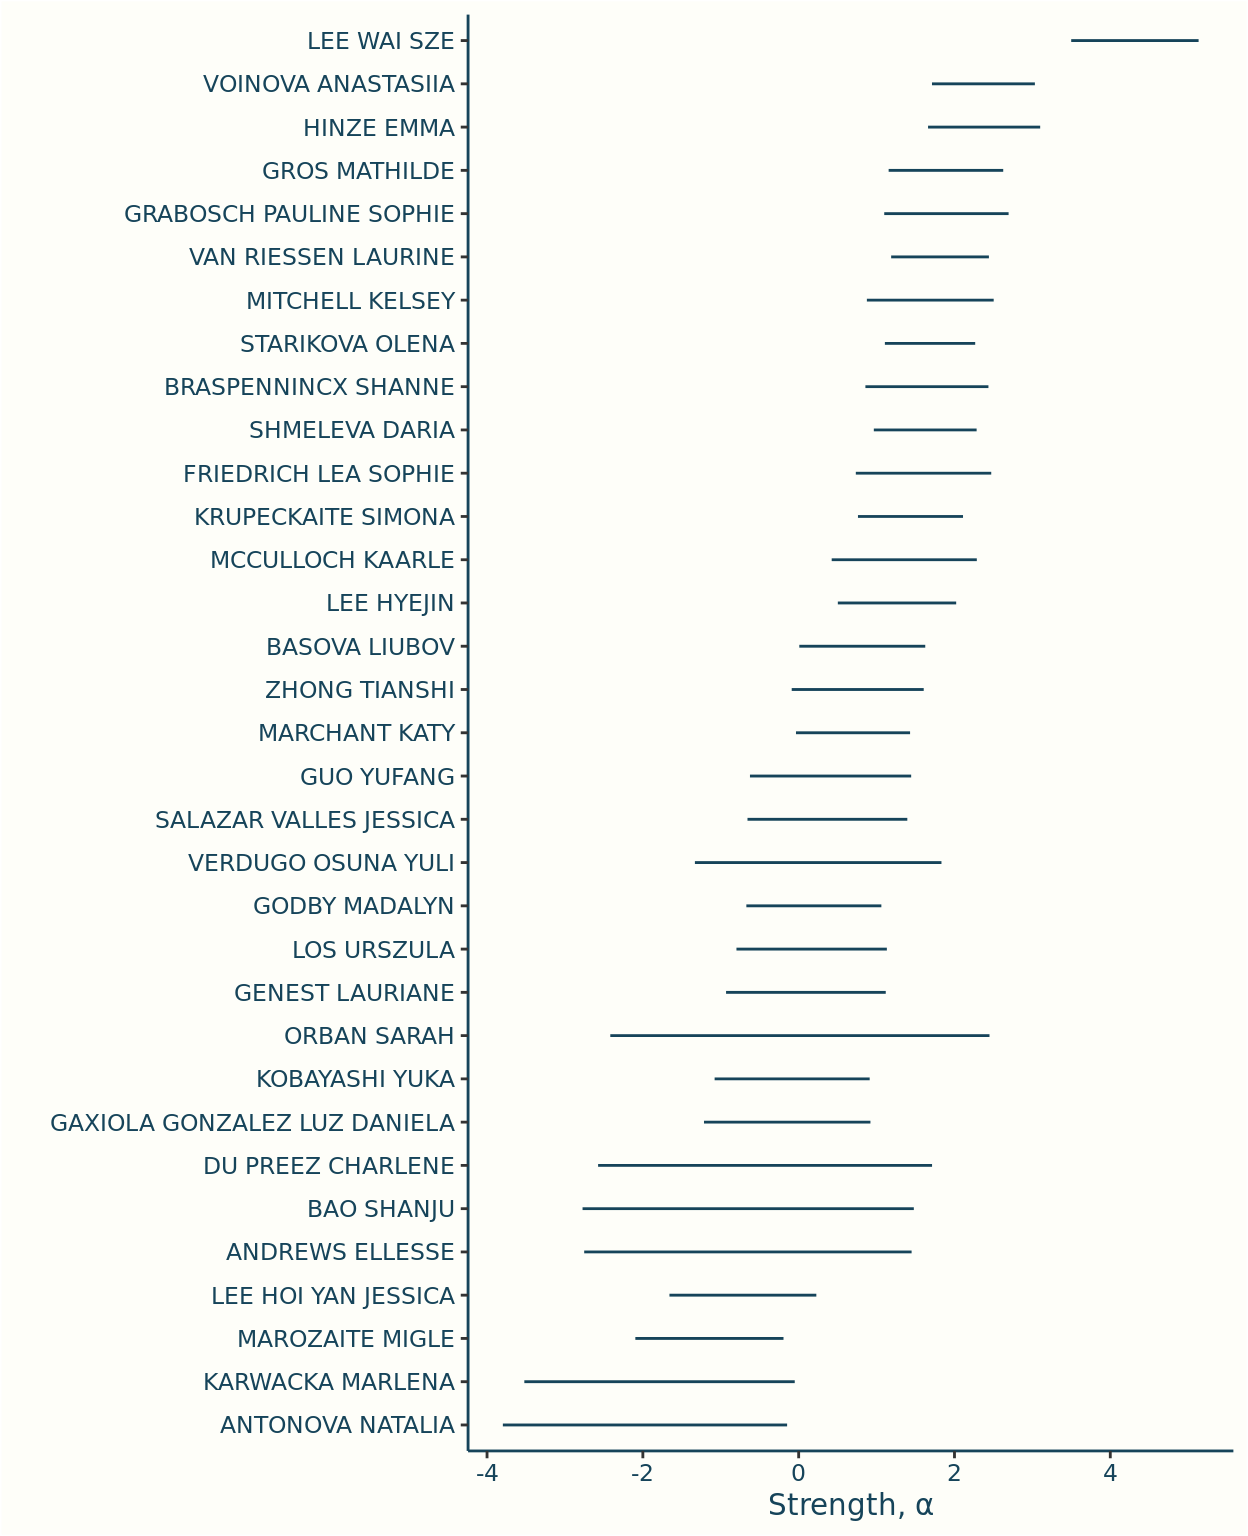 LEE WAI SZE
VOINOVA ANASTASIIA
HINZE EMMA
GROS MATHILDE
GRABOSCH PAULINE SOPHIE
VAN RIESSEN LAURINE
MITCHELL KELSEY
STARIKOVA OLENA
BRASPENNINCX SHANNE
SHMELEVA DARIA
FRIEDRICH LEA SOPHIE
KRUPECKAITE SIMONA
MCCULLOCH KAARLE
LEE HYEJIN
BASOVA LIUBOV
ZHONG TIANSHI
MARCHANT KATY
GUO YUFANG
SALAZAR VALLES JESSICA
VERDUGO OSUNA YULI
GODBY MADALYN
LOS URSZULA
GENEST LAURIANE
ORBAN SARAH
KOBAYASHI YUKA
GAXIOLA GONZALEZ LUZ DANIELA
DU PREEZ CHARLENE
BAO SHANJU
ANDREWS ELLESSE
LEE HOI YAN JESSICA
MAROZAITE MIGLE
KARWACKA MARLENA
ANTONOVA NATALIA
-4 -2 0 2 4
Strength, α